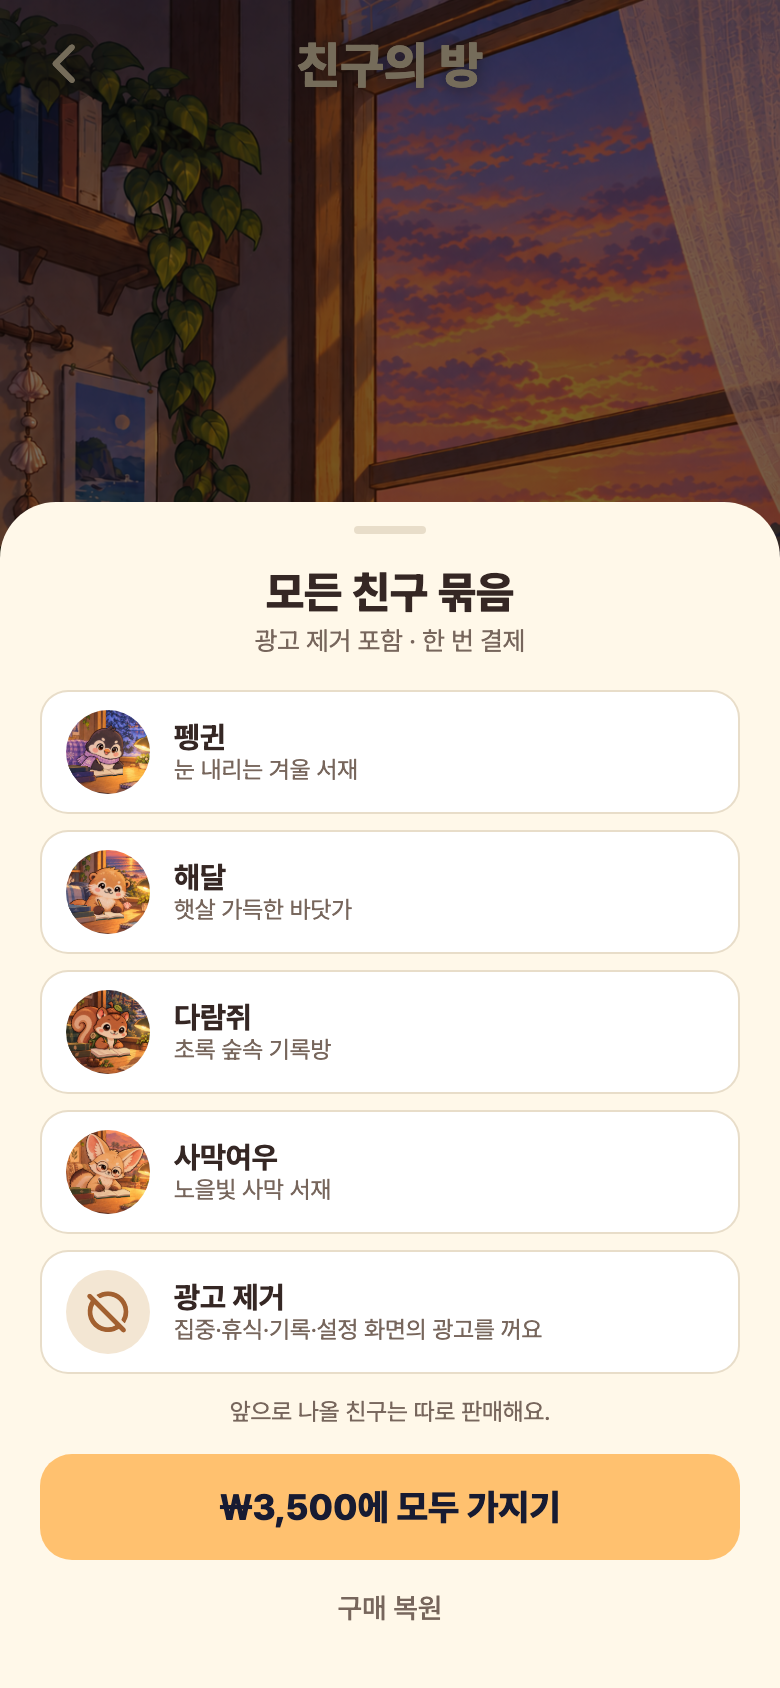 친구의 방
모든 친구 묶음
광고 제거 포함 · 한 번 결제
펭귄
눈 내리는 겨울 서재
해달
햇살 가득한 바닷가
다람쥐
초록 숲속 기록방
사막여우
노을빛 사막 서재
광고 제거
집중·휴식·기록·설정 화면의 광고를 꺼요
앞으로 나올 친구는 따로 판매해요.
₩3,500에 모두 가지기
구매 복원